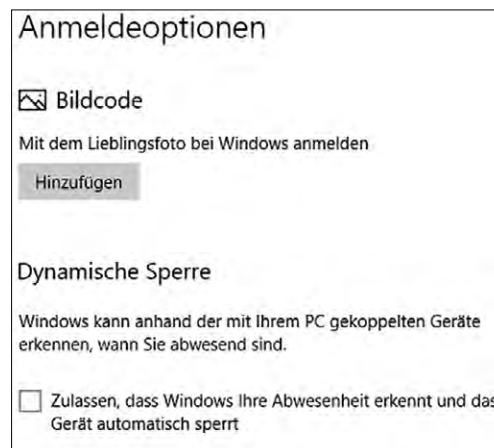 Anmeldeoptionen
Bildcode
Mit dem Lieblingsfoto bei Windows anmelden
Hinzufügen
Dynamische Sperre
Windows kann anhand der mit Ihrem PC gekoppelten Geräte
erkennen, wann Sie abwesend sind.
Zulassen, dass Windows Ihre Abwesenheit erkennt und das
Gerät automatisch sperrt